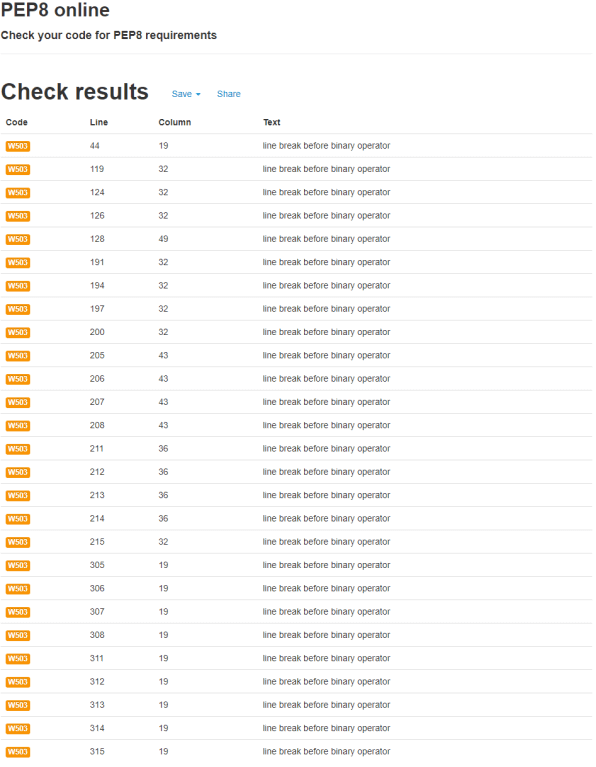 PEP8 online
Check your code for PEP8 requirements
Check results Save Share
Code Line Column Text
W503 44 19 line break before binary operator
W503 119 32 line break before binary operator
W503 124 32 line break before binary operator
W503 126 32 line break before binary operator
W503 128 49 line break before binary operator
W503 191 32 line break before binary operator
W503 194 32 line break before binary operator
W503 197 32 line break before binary operator
W503 200 32 line break before binary operator
W503 205 43 line break before binary operator
W503 206 43 line break before binary operator
W503 207 43 line break before binary operator
W503 208 43 line break before binary operator
W503 211 36 line break before binary operator
W503 212 36 line break before binary operator
W503 213 36 line break before binary operator
W503 214 36 line break before binary operator
W503 215 32 line break before binary operator
W503 305 19 line break before binary operator
W503 306 19 line break before binary operator
W503 307 19 line break before binary operator
W503 308 19 line break before binary operator
W503 311 19 line break before binary operator
W503 312 19 line break before binary operator
W503 313 19 line break before binary operator
W503 314 19 line break before binary operator
W503 315 19 line break before binary operator